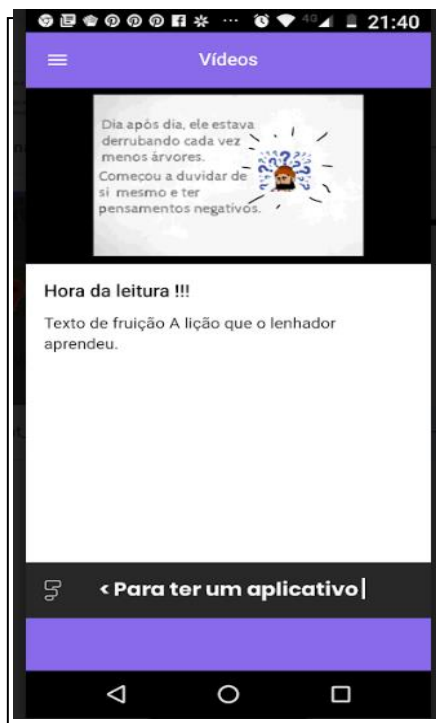 4G 21:40
Vídeos
Dia após dia, ele estava
derrubando cada vez
menos árvores.
Começou a duvidar de
si mesmo e ter
pensamentos negativos.
Hora da leitura !!!
Texto de fruição A lição que o lenhador
aprendeu.
< Para ter um aplicativo|